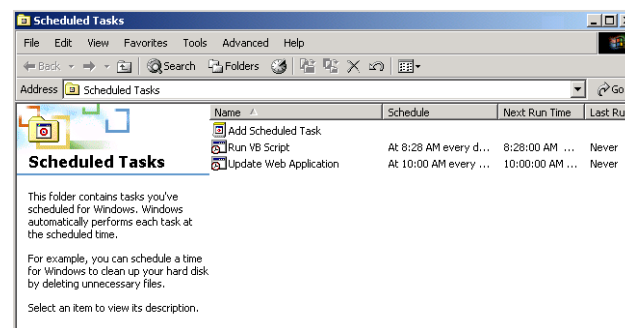 Scheduled Tasks
File Edit View Favorites Tools Advanced Help
Back Search Folders
Address Scheduled Tasks Go
Name Schedule Next Run Time Last Ru
Add Scheduled Task
Run VB Script At 8:28 AM every d... 8:28:00 AM ... Never
Update Web Application At 10:00 AM every ... 10:00:00 AM ... Never
Scheduled Tasks
This folder contains tasks you've
scheduled for Windows. Windows
automatically performs each task at
the scheduled time.
For example, you can schedule a time
for Windows to clean up your hard disk
by deleting unnecessary files.
Select an item to view its description.